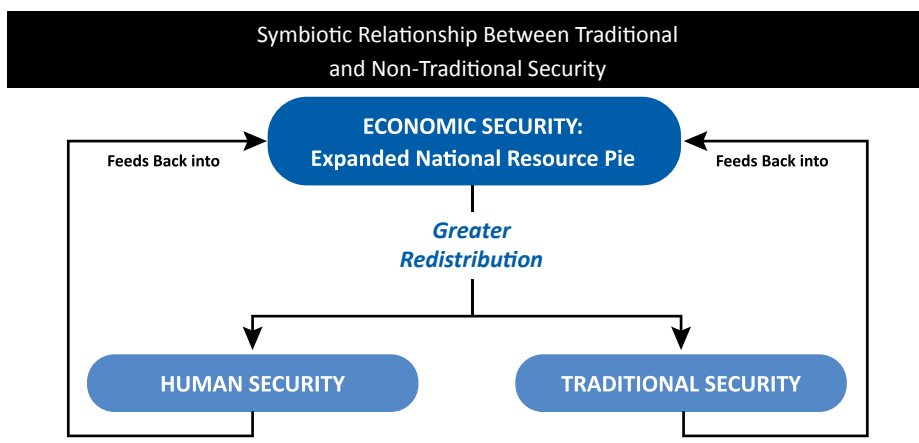 Symbiotic Relationship Between Traditional
and Non-Traditional Security
ECONOMIC SECURITY:
Expanded National Resource Pie
Feeds Back into
Feeds Back into
Greater
Redistribution
HUMAN SECURITY
TRADITIONAL SECURITY